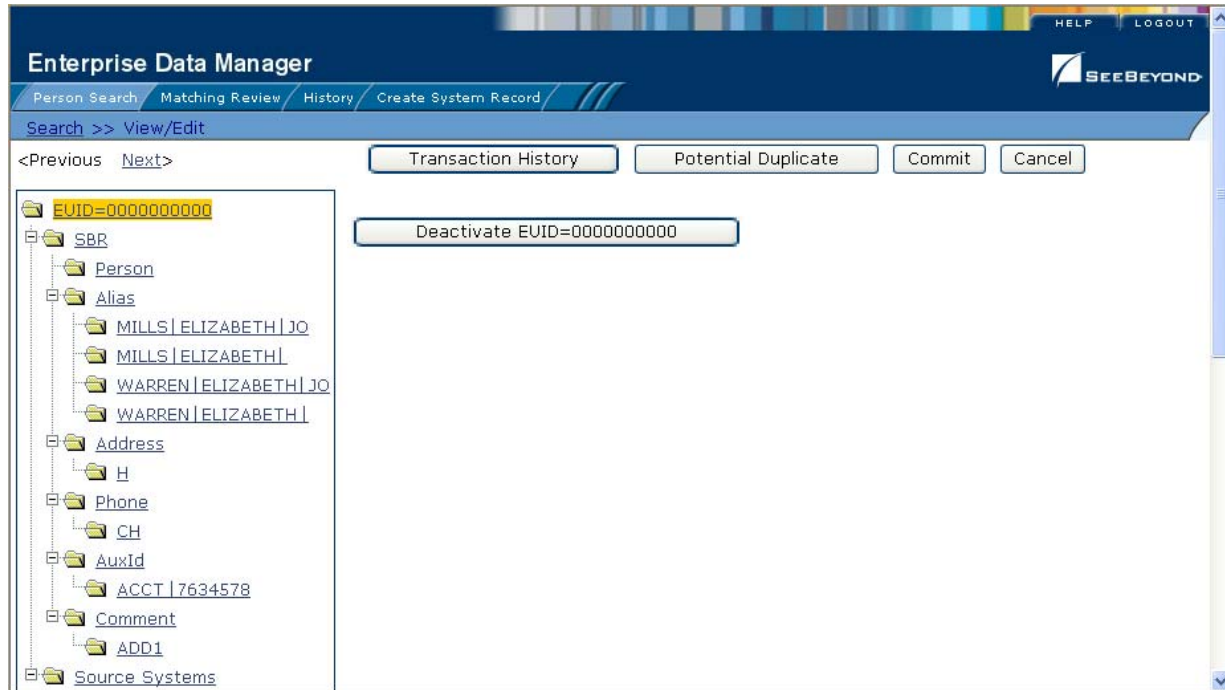 HELP LOGOUT
Enterprise Data Manager
SEEBEYOND
Person Search Matching Review History Create System Record
Search >> View/Edit
<Previous Next> Transaction History Potential Duplicate Commit Cancel
EUID=0000000000
Deactivate EUID=0000000000
SBR
Person
Alias
MILLS|ELIZABETH|JO
MILLS|ELIZABETH|
WARREN|ELIZABETH|JO
WARREN|ELIZABETH|
Address
H
Phone
CH
AuxId
ACCT|7634578
Comment
ADD1
Source Systems